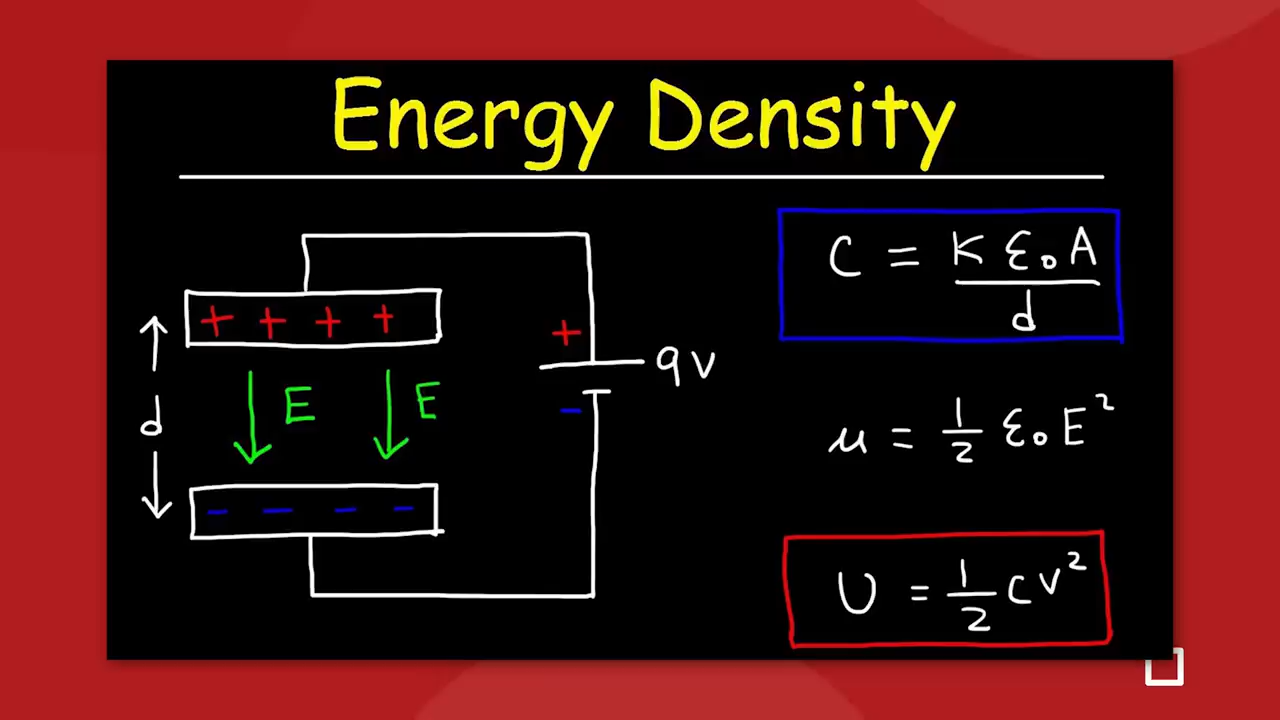 Energy Density
+ + + +
d
E E
- - - -
+
-
9V
C = Kε₀A / d
u = 1/2 ε₀E²
U = 1/2 CV²